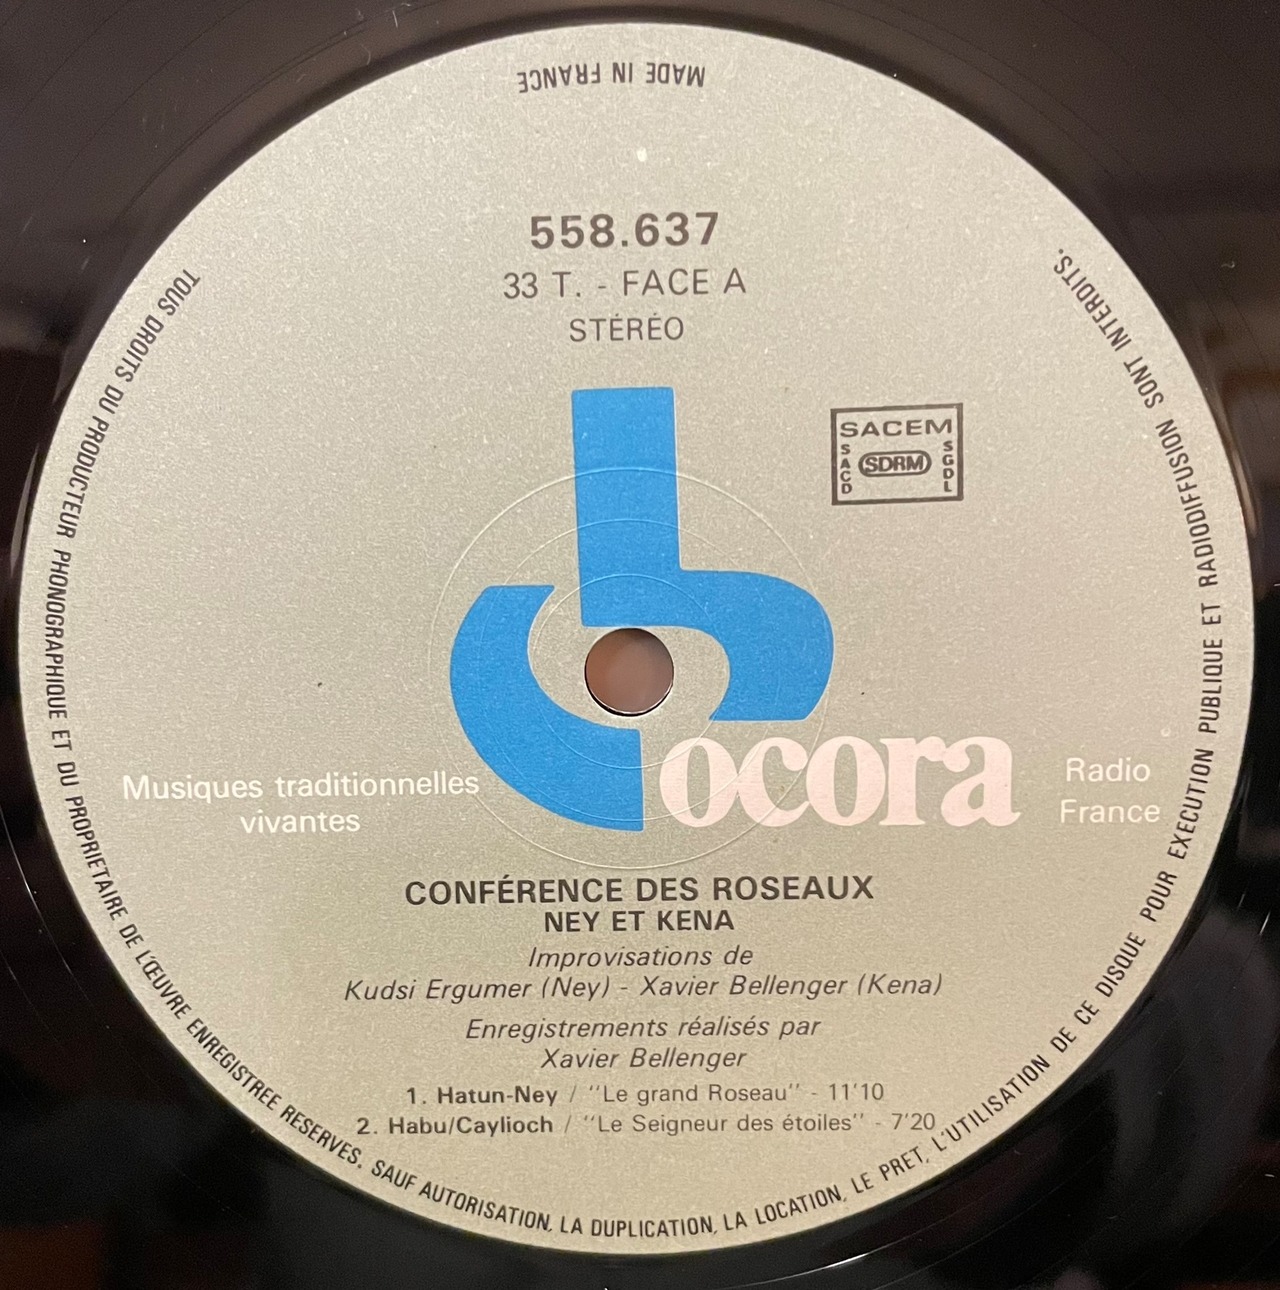 MADE IN FRANCE
558.637
33 T. - FACE A
STÉRÉO
SACEM
SACD
SDRM
SGDL
ocora
Musiques traditionnelles
vivantes
Radio
France
CONFÉRENCE DES ROSEAUX
NEY ET KENA
Improvisations de
Kudsi Ergumer (Ney) - Xavier Bellenger (Kena)
Enregistrements réalisés par
Xavier Bellenger
1. Hatun-Ney / "Le grand Roseau" - 11'10
2. Habu/Caylioch / "Le Seigneur des étoiles" - 7'20
TOUS DROITS DU PRODUCTEUR PHONOGRAPHIQUE ET DU PROPRIETAIRE DE L'ŒUVRE ENREGISTREE RESERVES. SAUF AUTORISATION, LA DUPLICATION, LA LOCATION, LE PRET, L'UTILISATION DE CE DISQUE POUR EXECUTION PUBLIQUE ET RADIODIFFUSION SONT INTERDITS.